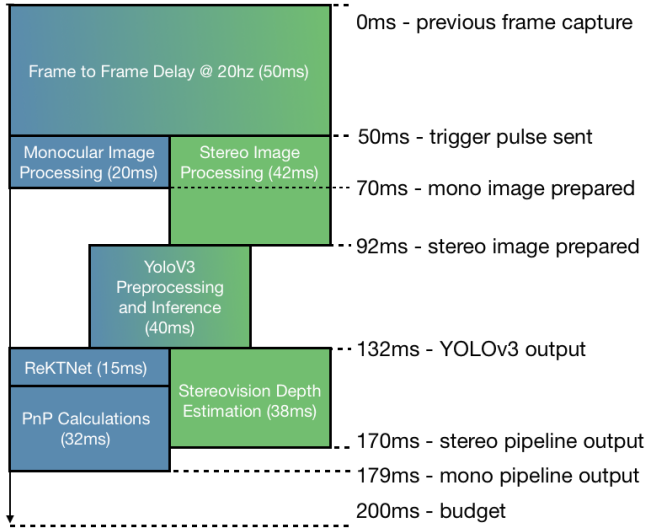 0ms - previous frame capture
Frame to Frame Delay @ 20hz (50ms)
50ms - trigger pulse sent
Monocular Image
Processing (20ms)
Stereo Image
Processing (42ms)
70ms - mono image prepared
92ms - stereo image prepared
YoloV3
Preprocessing
and Inference
(40ms)
132ms - YOLOv3 output
ReKTNet (15ms)
Stereovision Depth
Estimation (38ms)
PnP Calculations
(32ms)
170ms - stereo pipeline output
179ms - mono pipeline output
200ms - budget